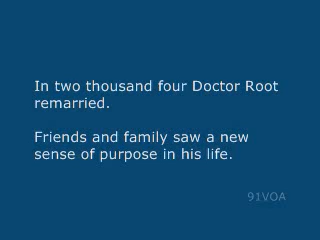 In two thousand four Doctor Root
remarried.
Friends and family saw a new
sense of purpose in his life.
91VOA